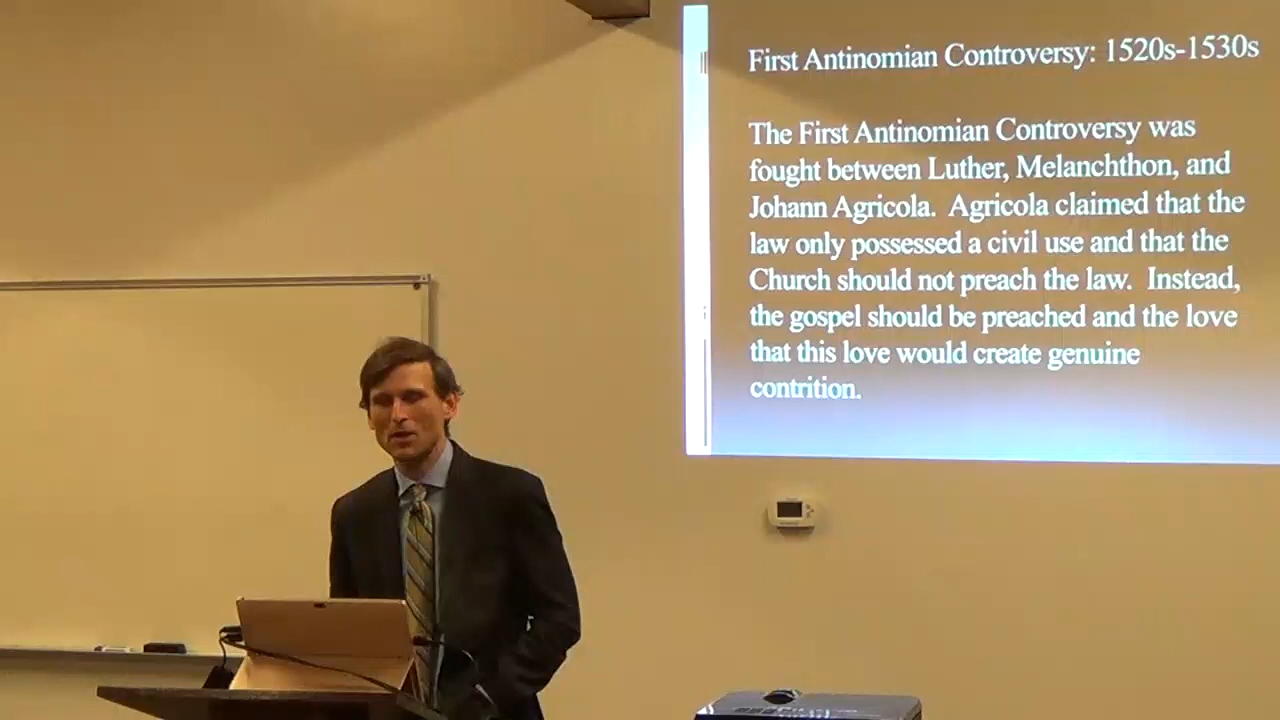 First Antinomian Controversy: 1520s-1530s
The First Antinomian Controversy was
fought between Luther, Melanchthon, and
Johann Agricola.  Agricola claimed that the
law only possessed a civil use and that the
Church should not preach the law.  Instead,
the gospel should be preached and the love
that this love would create genuine
contrition.